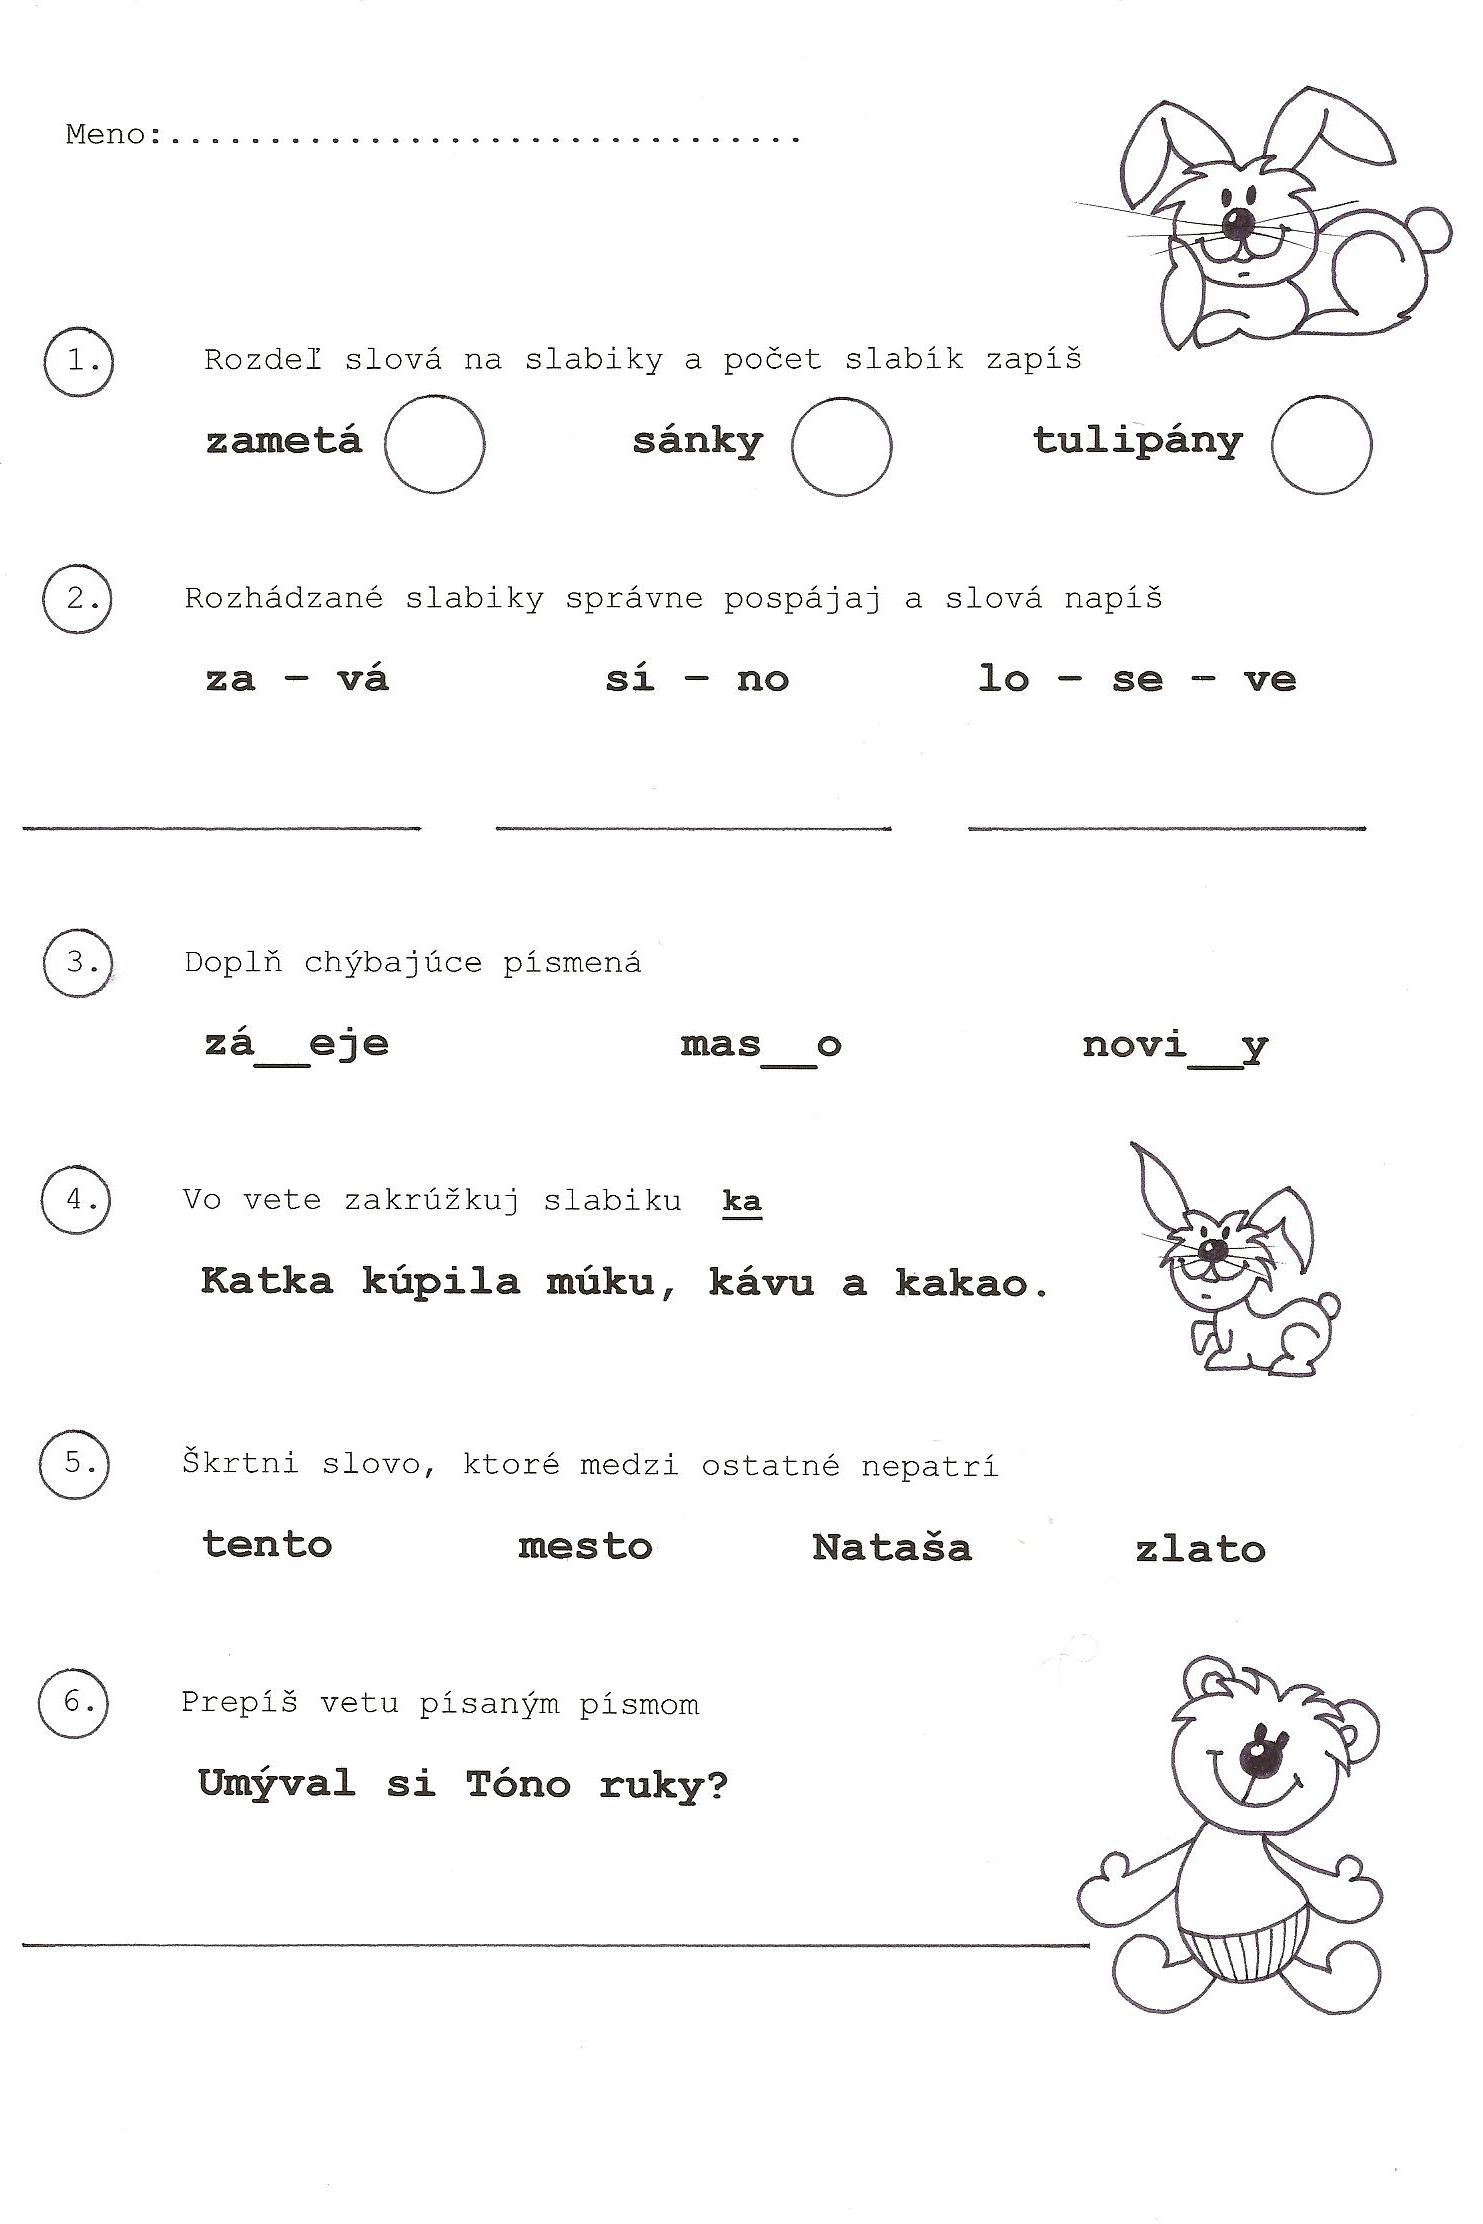 Meno:................................
1. Rozdeľ slová na slabiky a počet slabík zapíš
zametá sánky tulipány
2. Rozhádzané slabiky správne pospájaj a slová napíš
za – vá sí – no lo – se – ve
3. Doplň chýbajúce písmená
zá__eje mas__o novi__y
4. Vo vete zakrúžkuj slabiku ka
Katka kúpila múku, kávu a kakao.
5. Škrtni slovo, ktoré medzi ostatné nepatrí
tento mesto Nataša zlato
6. Prepíš vetu písaným písmom
Umýval si Tóno ruky?